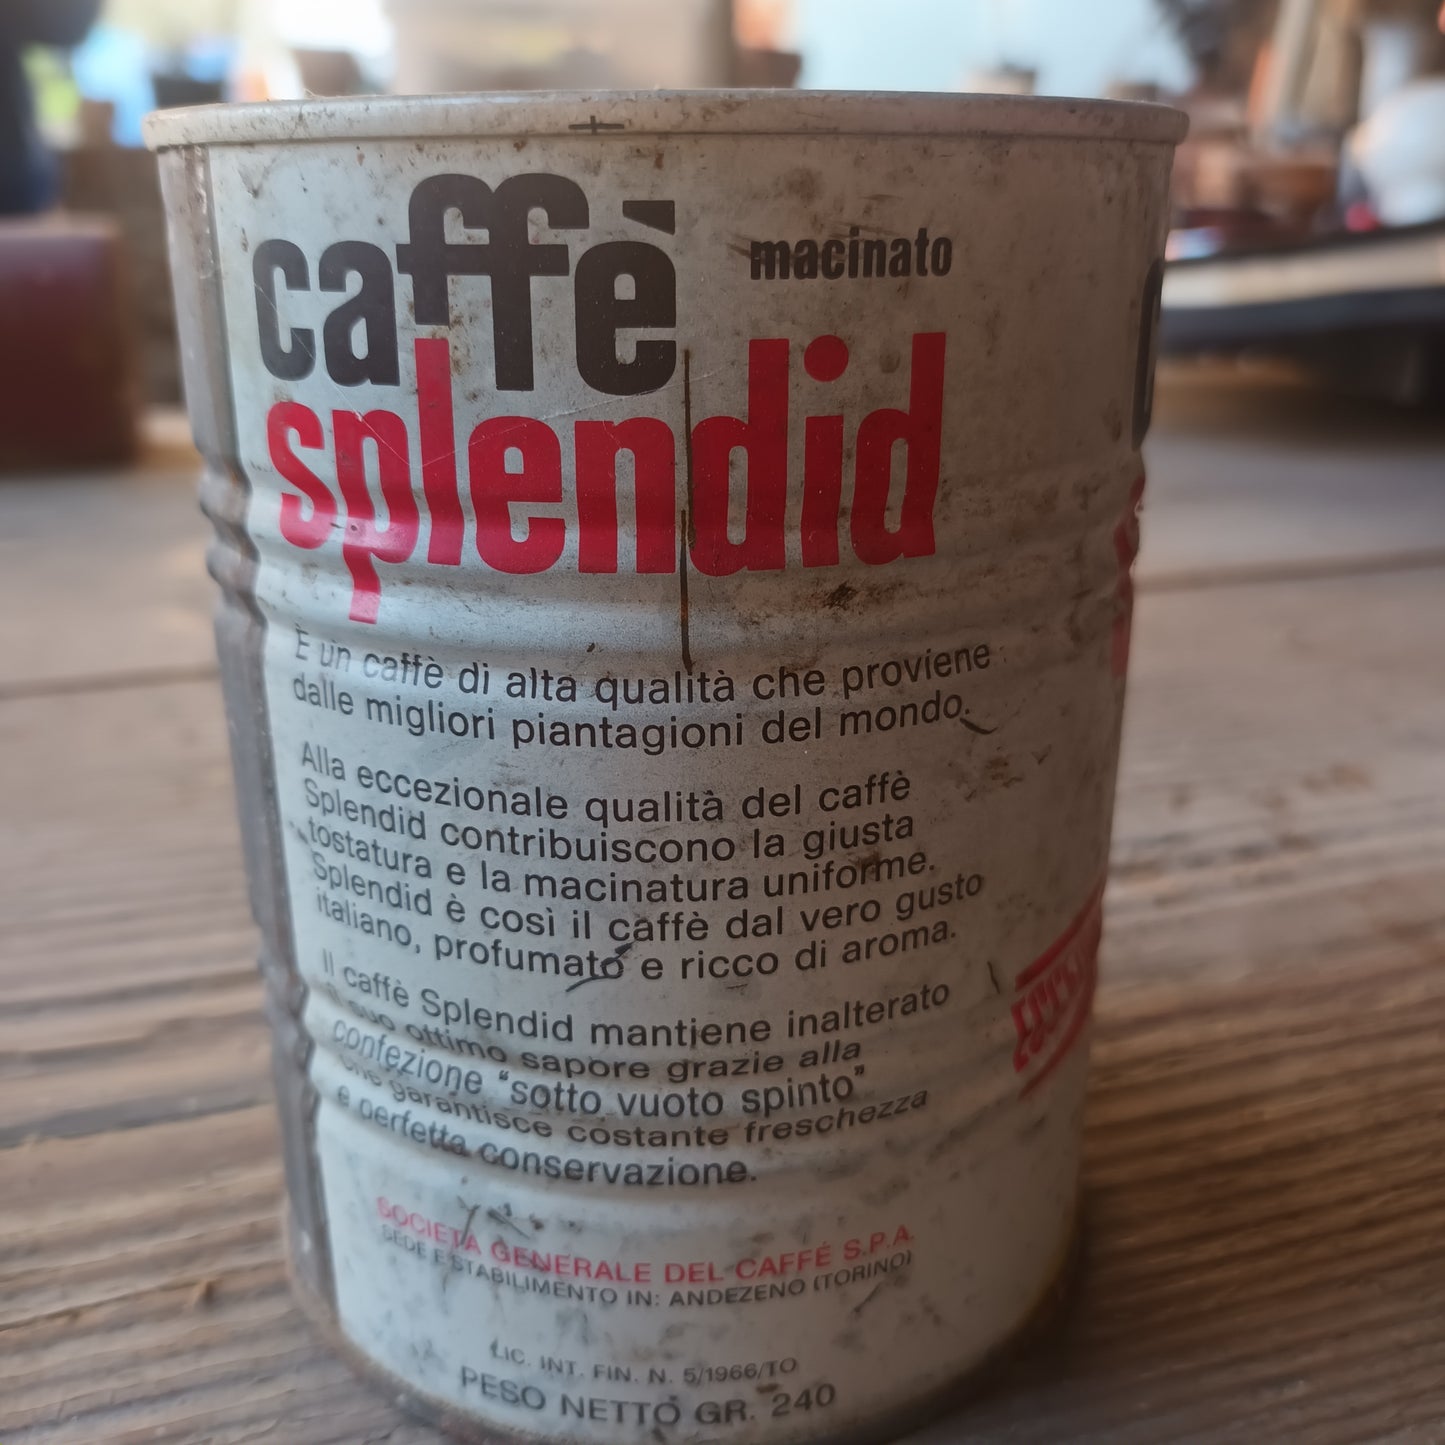 caffè
macinato
splendid
È un caffè di alta qualità che proviene
dalle migliori piantagioni del mondo.
Alla eccezionale qualità del caffè
Splendid contribuiscono la giusta
tostatura e la macinatura uniforme.
Splendid è così il caffè dal vero gusto
italiano, profumato e ricco di aroma.
Il caffè Splendid mantiene inalterato
il suo ottimo sapore grazie alla
confezione “sotto vuoto spinto”
che garantisce costante freschezza
e perfetta conservazione.
SOCIETÀ GENERALE DEL CAFFÈ S.P.A.
SEDE E STABILIMENTO IN: ANDEZENO (TORINO)
LIC. INT. FIN. N. 5/1966/TO
PESO NETTO GR. 240